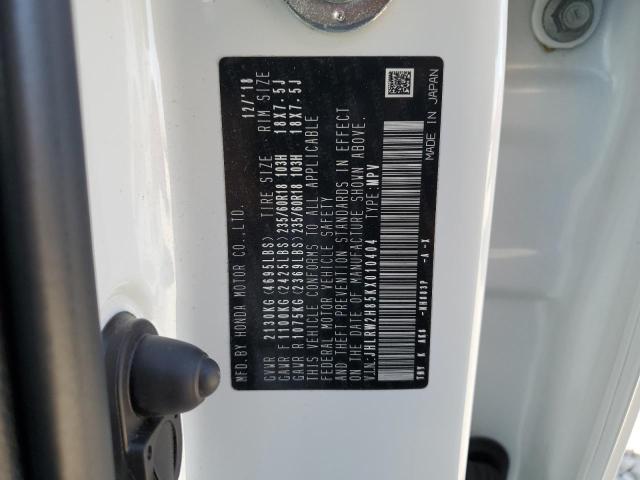 MFD. BY HONDA MOTOR CO., LTD. 12/'18
TIRE SIZE RIM SIZE
GVWR 2130KG (4695LBS)
GAWR F 1100KG (2425LBS) 235/60R18 103H 18X7.5J
GAWR R 1075KG (2369LBS) 235/60R18 103H 18X7.5J
THIS VEHICLE CONFORMS TO ALL APPLICABLE
FEDERAL MOTOR VEHICLE SAFETY
AND THEFT PREVENTION STANDARDS IN EFFECT
ON THE DATE OF MANUFACTURE SHOWN ABOVE.
V.I.N:JHLRW2H85KX010404 TYPE:MPV
TNY K A6G -NH883P -A -X
MADE IN JAPAN